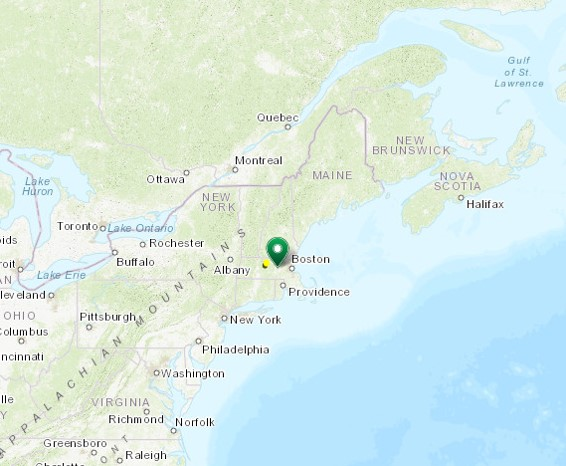 Gulf
of St.
Lawrence
Quebec
NEW
BRUNSWICK
Montreal
MAINE
NOVA
SCOTIA
Ottawa
Lake
Huron
NEW
YORK
Halifax
Toronto
Lake Ontario
Rochester
Buffalo
Albany
Boston
Lake Erie
Providence
OHIO
Pittsburgh
New York
APPALACHIAN MOUNTAINS
Philadelphia
Washington
VIRGINIA
Richmond
Norfolk
Greensboro
Raleigh